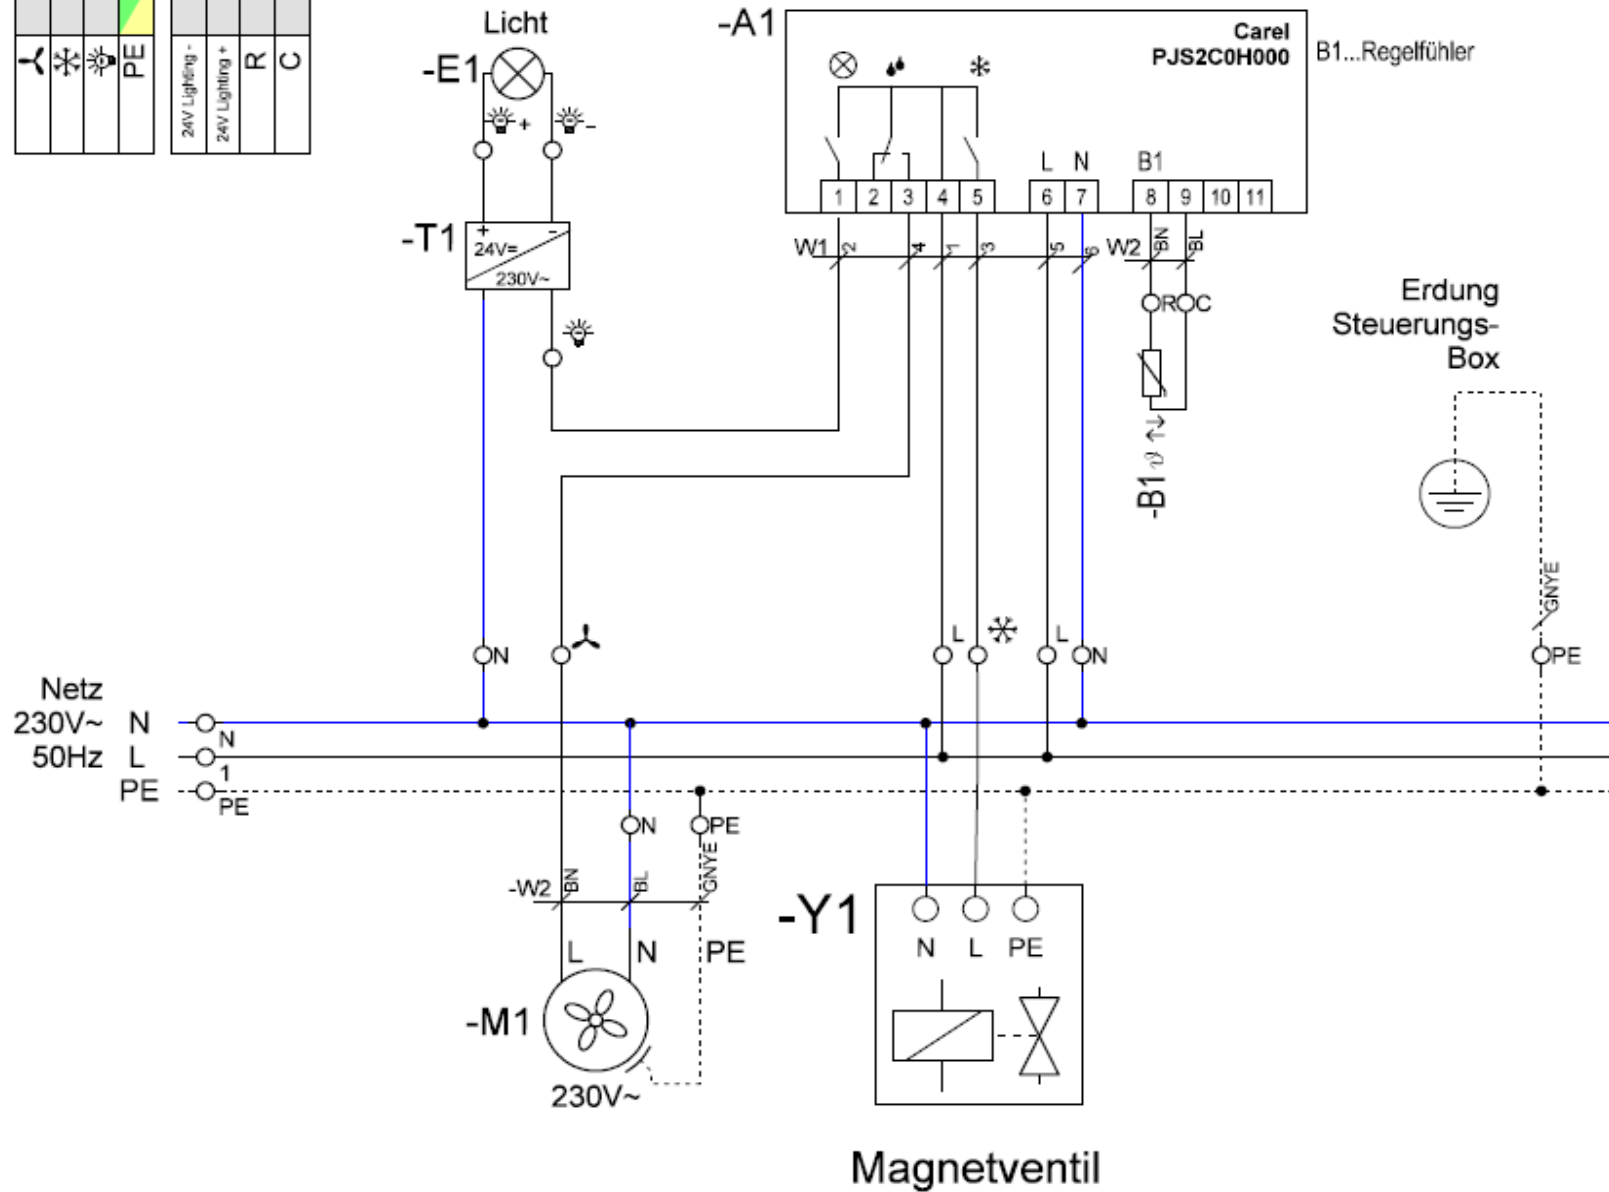 PE
24V Lighting -
24V Lighting +
R
C
Licht
-E1
+
-
-T1
+
-
24V=
230V~
-A1
Carel
PJS2C0H000
B1...Regelfühler
L
N
B1
1
2
3
4
5
6
7
8
9
10
11
W1
2
4
1
3
5
6
W2
BN
BL
R
C
-B1 ϑ
Erdung
Steuerungs-
Box
GNYE
PE
N
L
L
N
Netz
230V~
50Hz
N
L
PE
N
1
PE
N
PE
-W2
BN
BL
GNYE
L
N
PE
-M1
230V~
-Y1
N
L
PE
Magnetventil